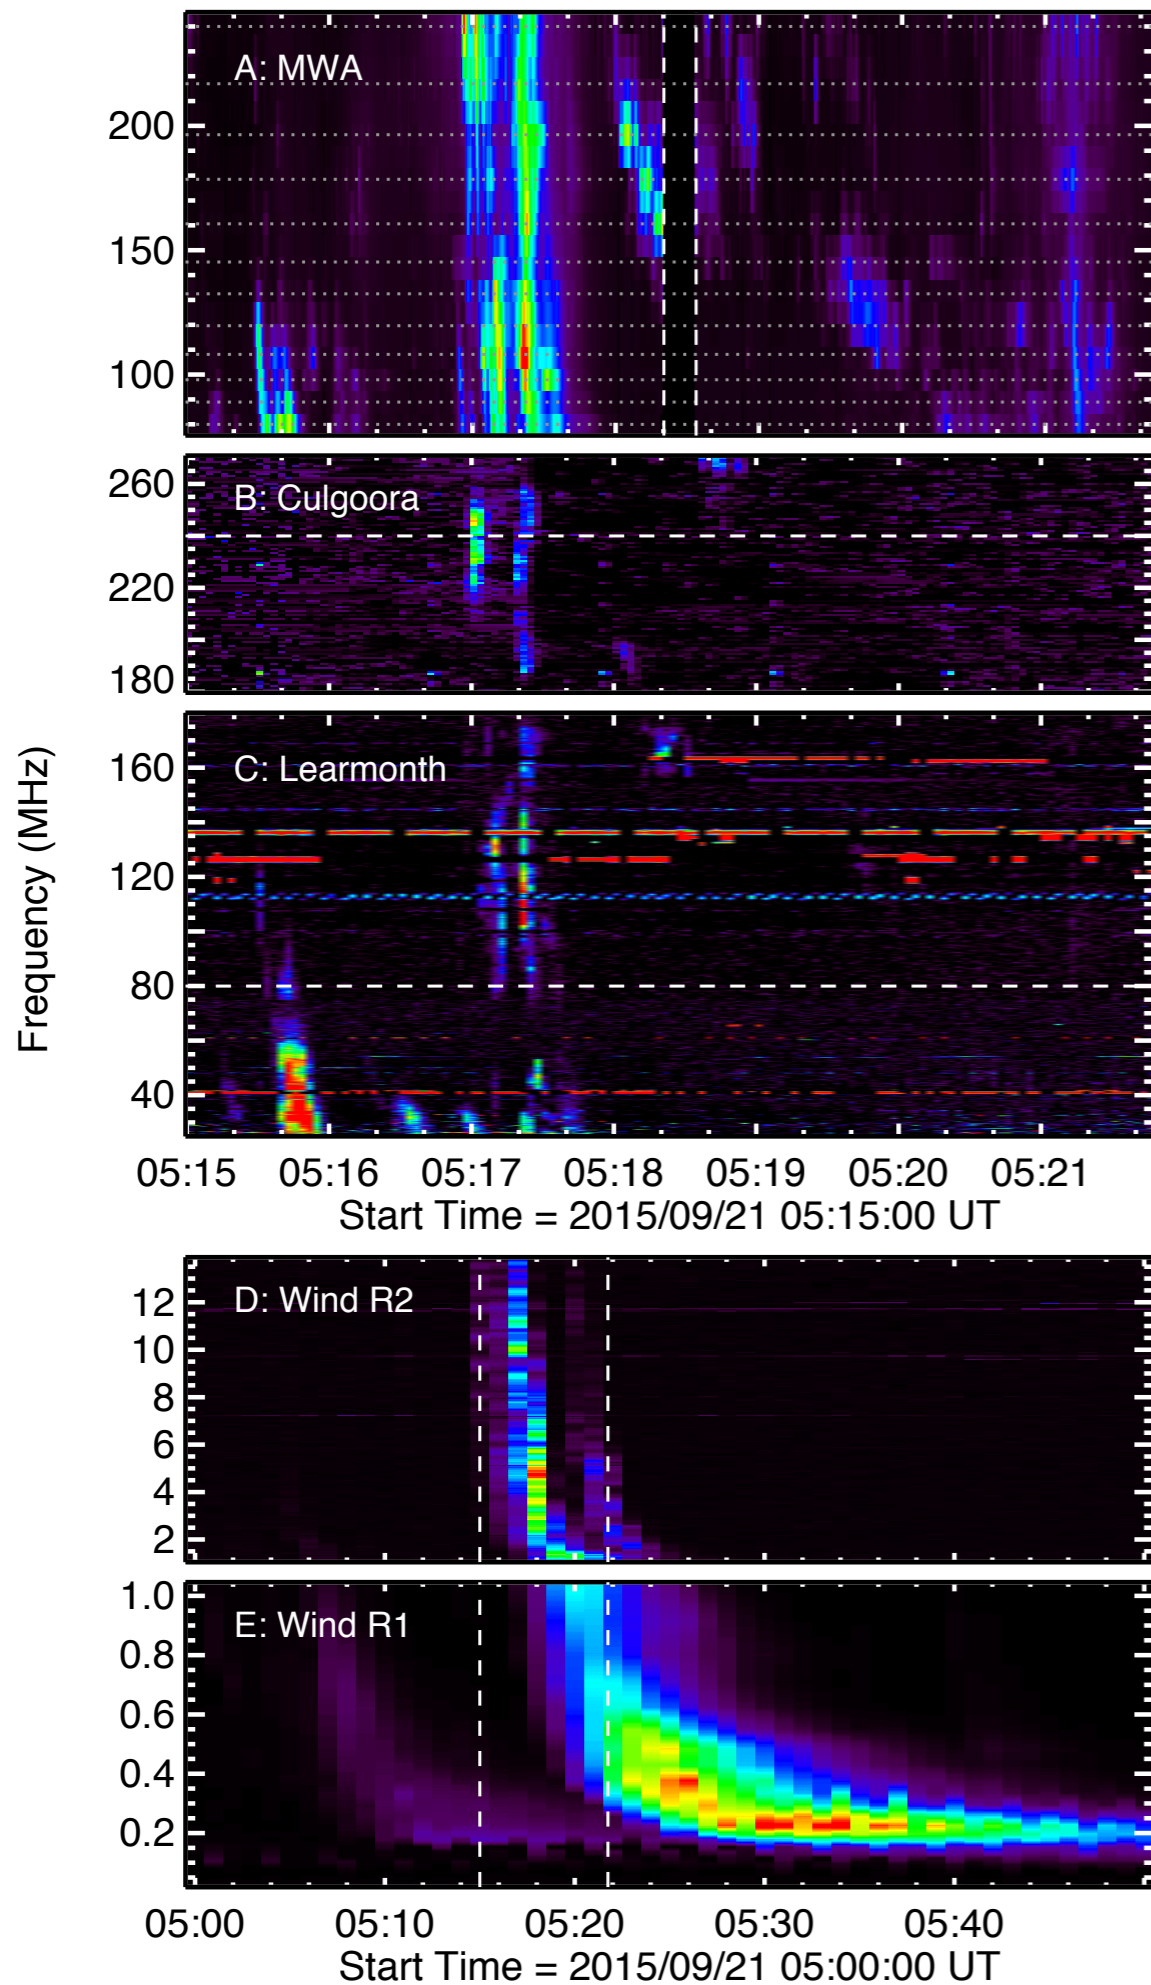 A: MWA
200
150
100
B: Culgoora
260
220
180
C: Learmonth
160
120
80
40
Frequency (MHz)
05:15 05:16 05:17 05:18 05:19 05:20 05:21
Start Time = 2015/09/21 05:15:00 UT
D: Wind R2
12
10
8
6
4
2
E: Wind R1
1.0
0.8
0.6
0.4
0.2
05:00 05:10 05:20 05:30 05:40
Start Time = 2015/09/21 05:00:00 UT